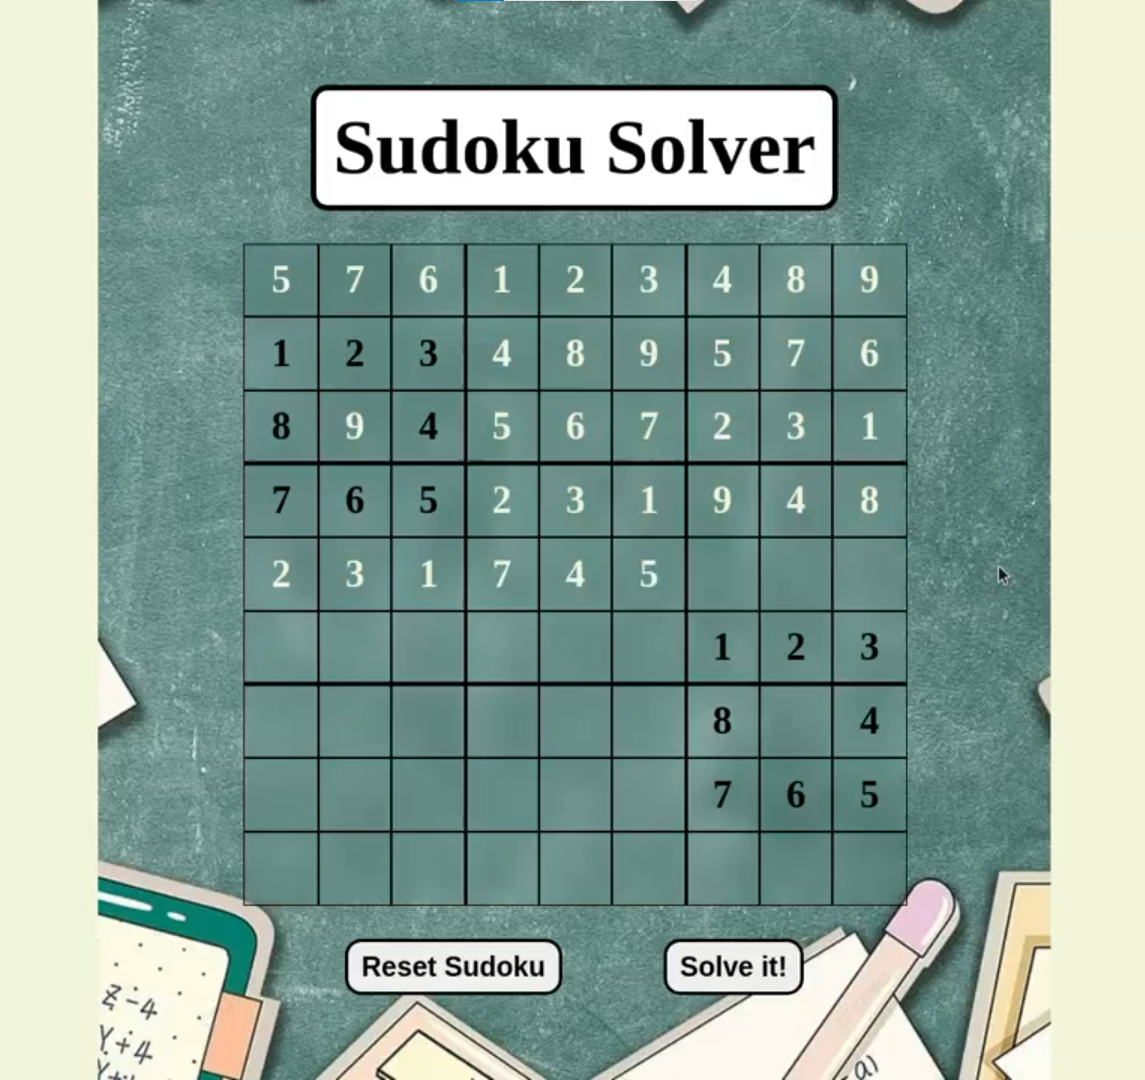 Sudoku Solver
5 7 6 1 2 3 4 8 9
1 2 3 4 8 9 5 7 6
8 9 4 5 6 7 2 3 1
7 6 5 2 3 1 9 4 8
2 3 1 7 4 5
1 2 3
8 4
7 6 5
Reset Sudoku Solve it!
z-4
Y+4
a)